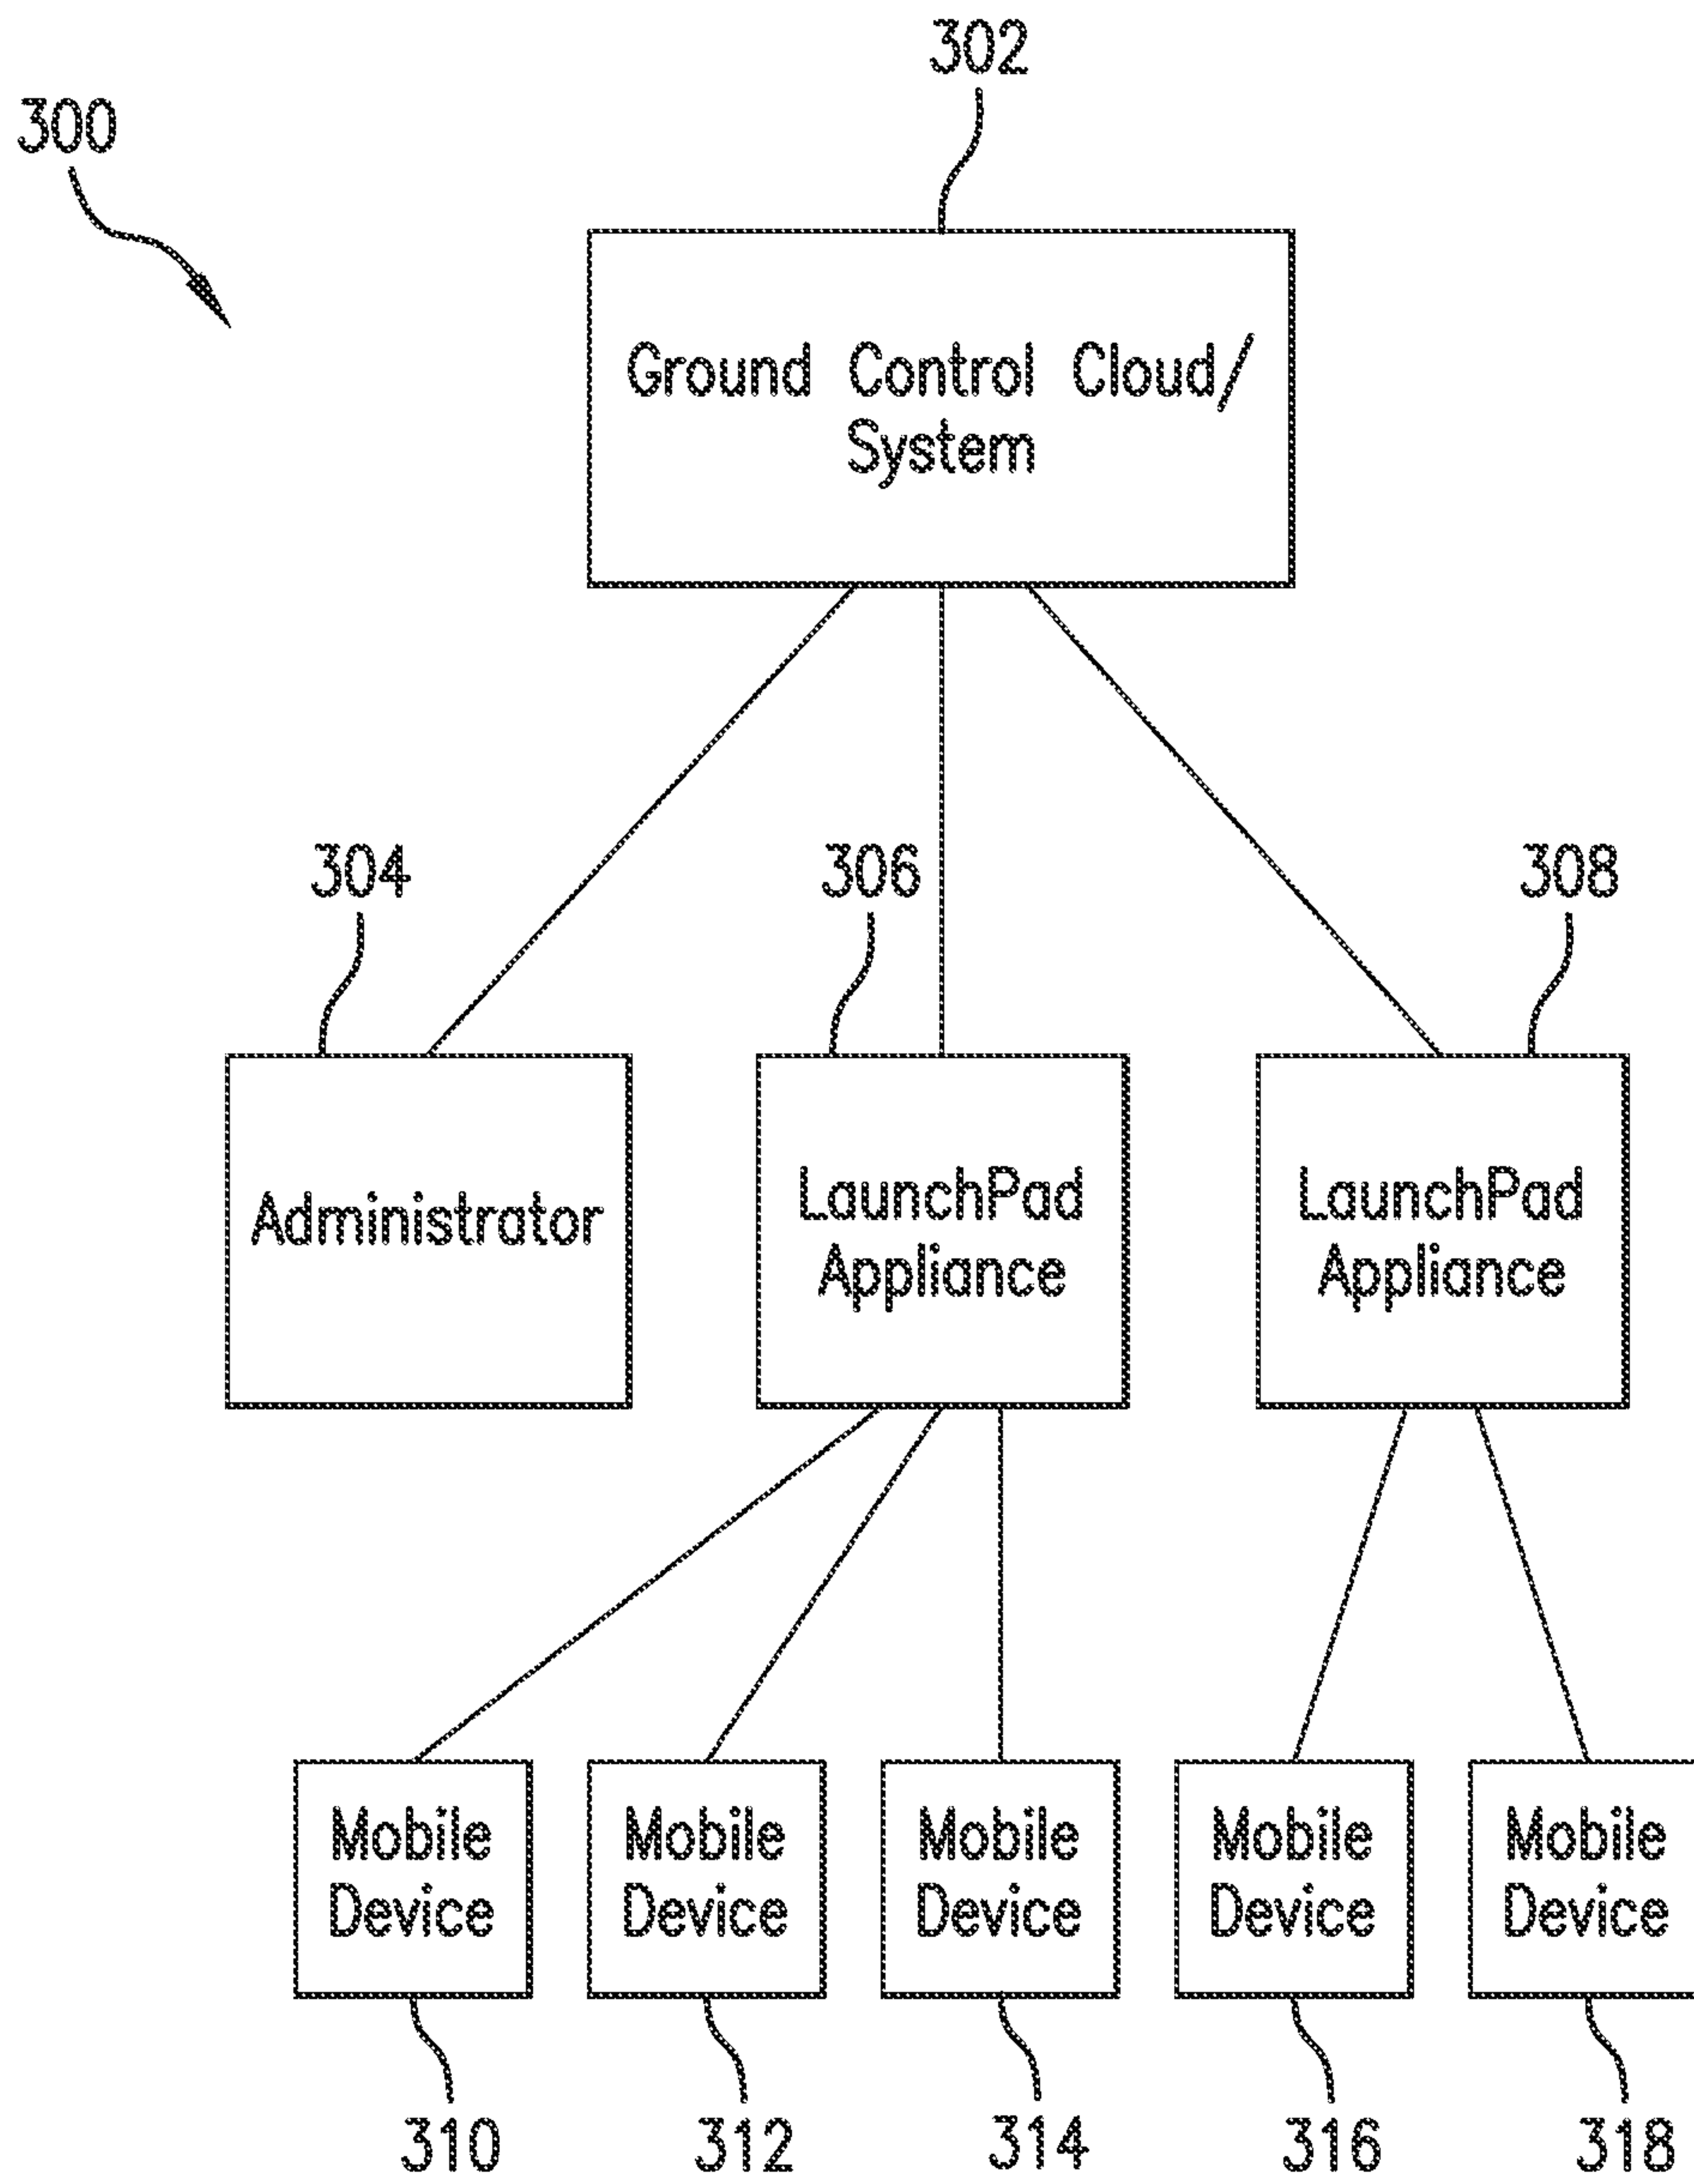 302
300
Ground Control Cloud/
System
304
306
308
Administrator
LaunchPad
Appliance
LaunchPad
Appliance
Mobile
Device
Mobile
Device
Mobile
Device
Mobile
Device
Mobile
Device
310
312
314
316
318